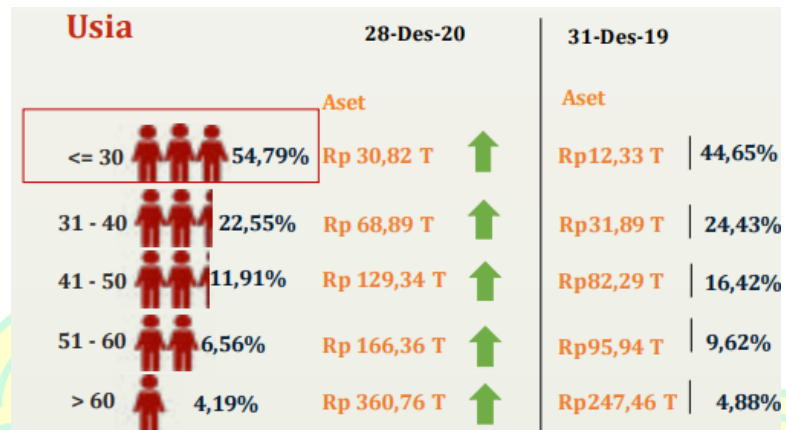 Usia 28-Des-20 31-Des-19
Aset Aset
<= 30 54,79% Rp 30,82 T Rp12,33 T 44,65%
31 - 40 22,55% Rp 68,89 T Rp31,89 T 24,43%
41 - 50 11,91% Rp 129,34 T Rp82,29 T 16,42%
51 - 60 6,56% Rp 166,36 T Rp95,94 T 9,62%
> 60 4,19% Rp 360,76 T Rp247,46 T 4,88%